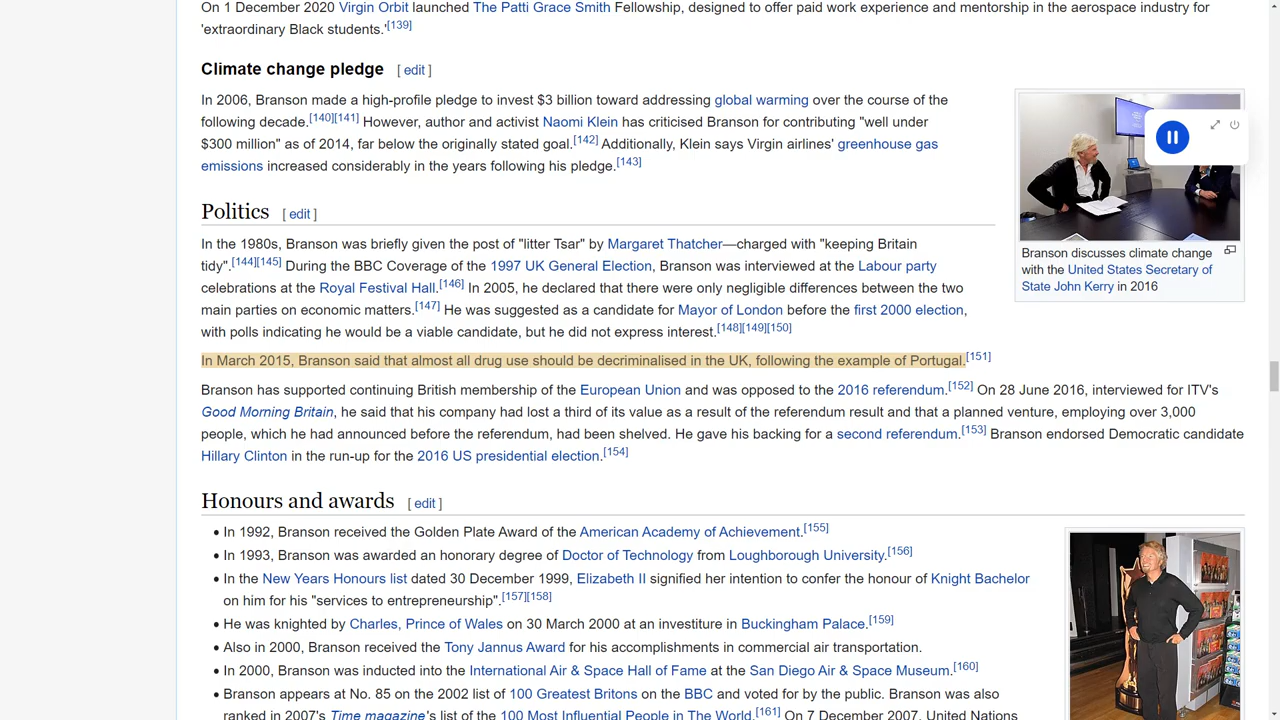 On 1 December 2020 Virgin Orbit launched The Patti Grace Smith Fellowship, designed to offer paid work experience and mentorship in the aerospace industry for
'extraordinary Black students.'[139]
Climate change pledge [ edit ]
In 2006, Branson made a high-profile pledge to invest $3 billion toward addressing global warming over the course of the
following decade.[140][141] However, author and activist Naomi Klein has criticised Branson for contributing "well under
$300 million" as of 2014, far below the originally stated goal.[142] Additionally, Klein says Virgin airlines' greenhouse gas
emissions increased considerably in the years following his pledge.[143]
Branson discusses climate change
with the United States Secretary of
State John Kerry in 2016
Politics [ edit ]
In the 1980s, Branson was briefly given the post of "litter Tsar" by Margaret Thatcher—charged with "keeping Britain
tidy".[144][145] During the BBC Coverage of the 1997 UK General Election, Branson was interviewed at the Labour party
celebrations at the Royal Festival Hall.[146] In 2005, he declared that there were only negligible differences between the two
main parties on economic matters.[147] He was suggested as a candidate for Mayor of London before the first 2000 election,
with polls indicating he would be a viable candidate, but he did not express interest.[148][149][150]
In March 2015, Branson said that almost all drug use should be decriminalised in the UK, following the example of Portugal.[151]
Branson has supported continuing British membership of the European Union and was opposed to the 2016 referendum.[152] On 28 June 2016, interviewed for ITV's
Good Morning Britain, he said that his company had lost a third of its value as a result of the referendum result and that a planned venture, employing over 3,000
people, which he had announced before the referendum, had been shelved. He gave his backing for a second referendum.[153] Branson endorsed Democratic candidate
Hillary Clinton in the run-up for the 2016 US presidential election.[154]
Honours and awards [ edit ]
• In 1992, Branson received the Golden Plate Award of the American Academy of Achievement.[155]
• In 1993, Branson was awarded an honorary degree of Doctor of Technology from Loughborough University.[156]
• In the New Years Honours list dated 30 December 1999, Elizabeth II signified her intention to confer the honour of Knight Bachelor
on him for his "services to entrepreneurship".[157][158]
• He was knighted by Charles, Prince of Wales on 30 March 2000 at an investiture in Buckingham Palace.[159]
• Also in 2000, Branson received the Tony Jannus Award for his accomplishments in commercial air transportation.
• In 2000, Branson was inducted into the International Air & Space Hall of Fame at the San Diego Air & Space Museum.[160]
• Branson appears at No. 85 on the 2002 list of 100 Greatest Britons on the BBC and voted for by the public. Branson was also
ranked in 2007's Time magazine's list of the 100 Most Influential People in The World.[161] On 7 December 2007, United Nations